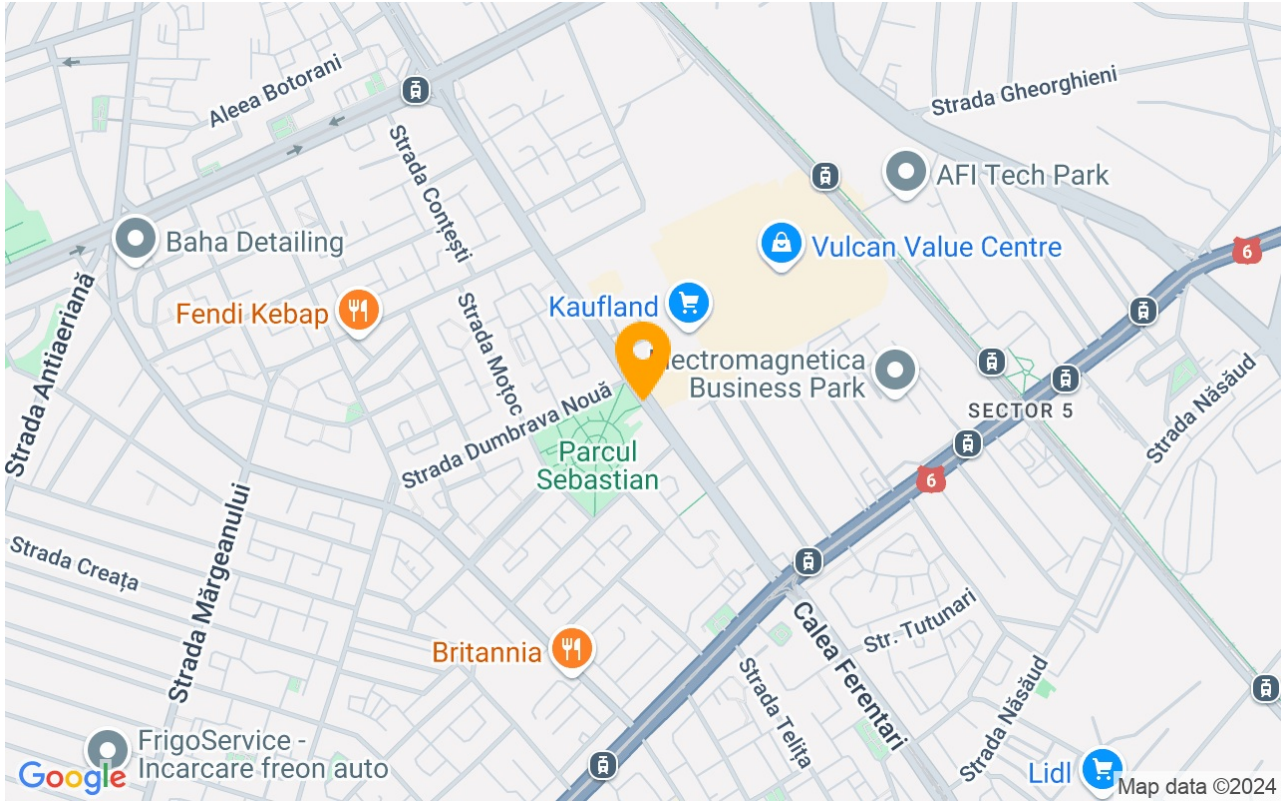 Aleea Botorani
Strada Gheorghieni
Strada Conțești
AFI Tech Park
Baha Detailing
Vulcan Value Centre
6
Strada Antiaeriană
Fendi Kebap
Kaufland
Strada Moțoc
lectromagnetica
Business Park
SECTOR 5
Strada Năsăud
Strada Dumbrava Nouă
Parcul
Sebastian
6
Strada Creața
Strada Mărgeanului
Calea Ferentari
Str. Tutunari
Britannia
Strada Telița
Strada Năsăud
FrigoService -
Incarcare freon auto
Google
Lidl
Map data ©2024